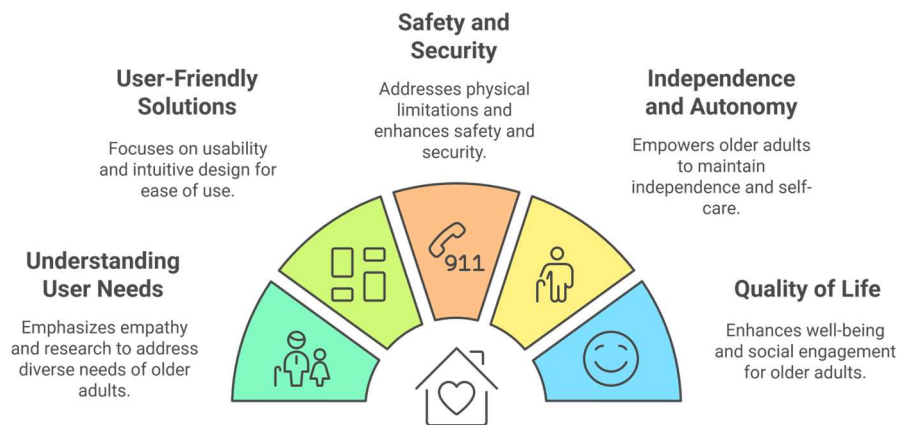 Safety and
Security
Addresses physical
limitations and
enhances safety and
security.
User-Friendly
Solutions
Focuses on usability
and intuitive design for
ease of use.
Independence
and Autonomy
Empowers older adults
to maintain
independence and self-
care.
911
Understanding
User Needs
Emphasizes empathy
and research to address
diverse needs of older
adults.
Quality of Life
Enhances well-being
and social engagement
for older adults.